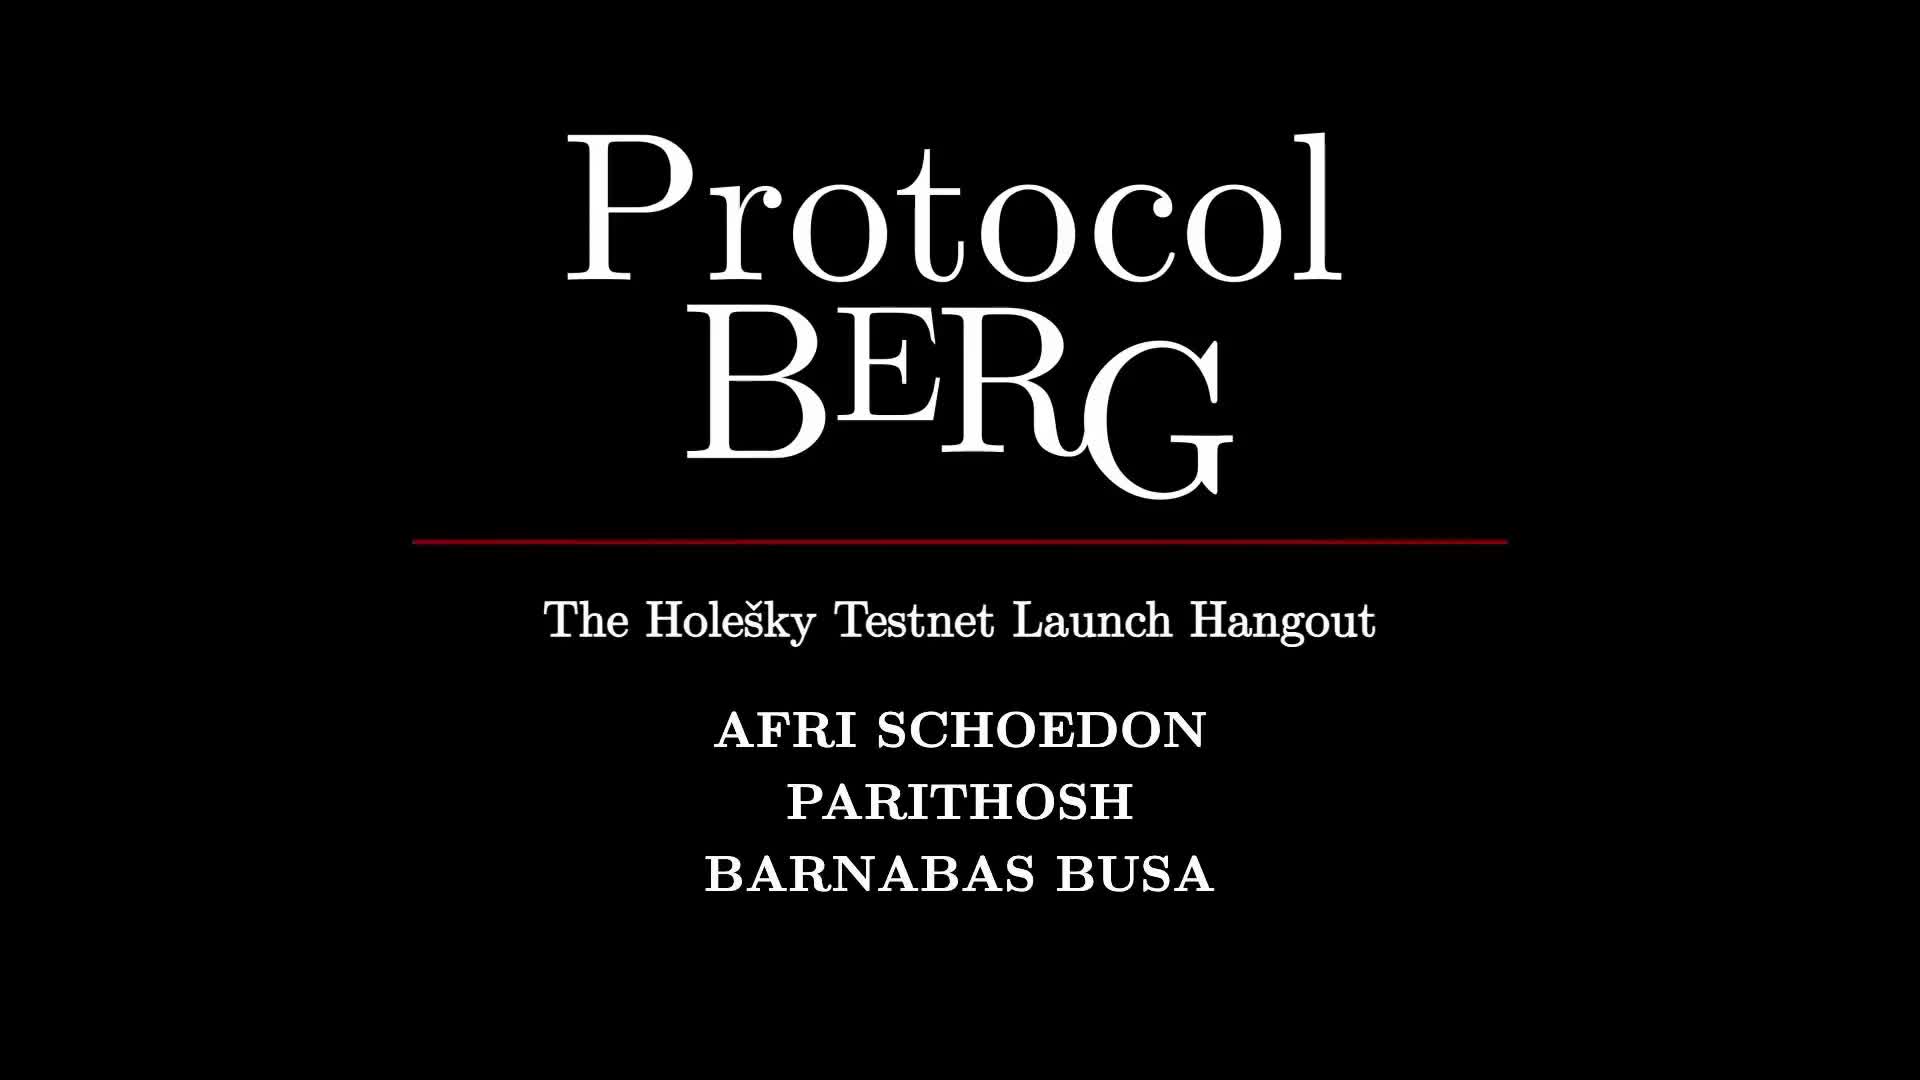 Protocol
BERG
The Holešky Testnet Launch Hangout
AFRI SCHOEDON
PARITHOSH
BARNABAS BUSA